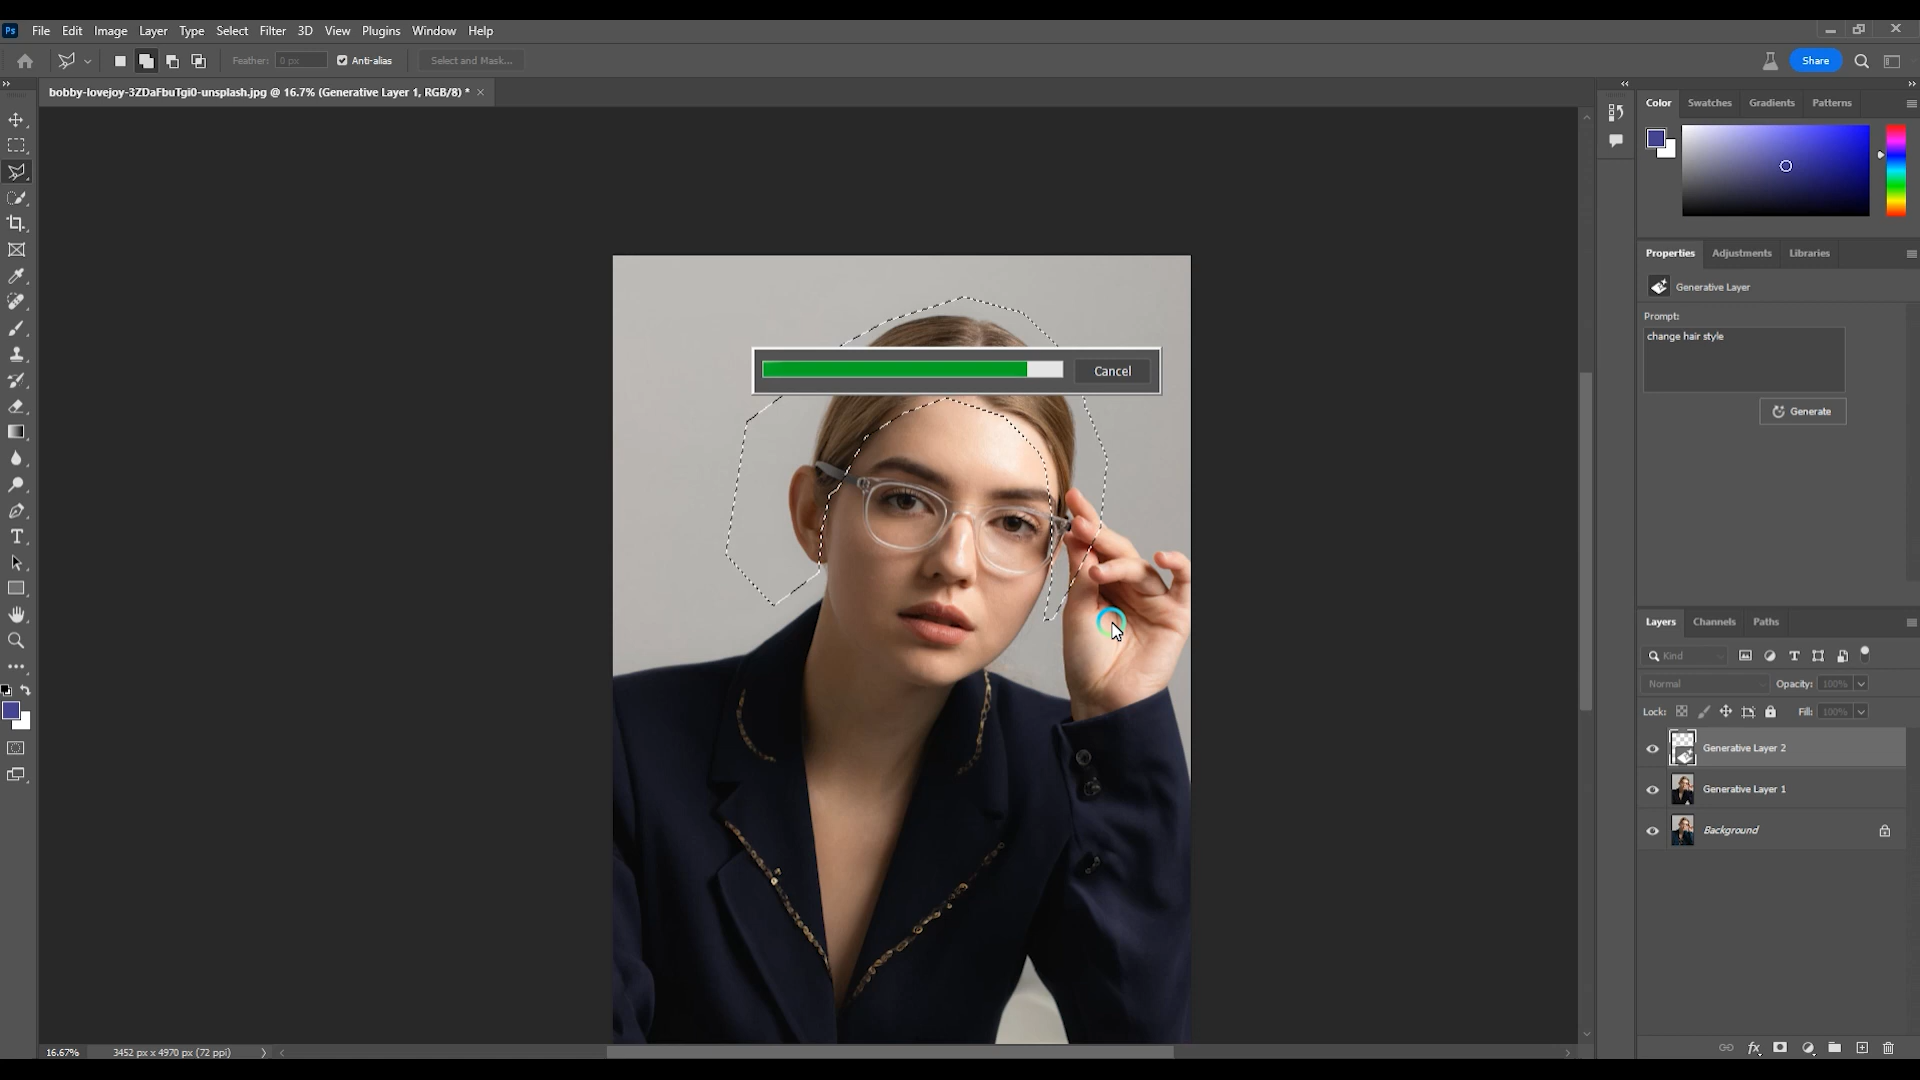 Ps File Edit Image Layer Type Select Filter 3D View Plugins Window Help
Feather: 0 px Anti-alias Select and Mask... Share
bobby-lovejoy-3ZDaFbuTgi0-unsplash.jpg @ 16.7% (Generative Layer 1, RGB/8) * ×
Color Swatches Gradients Patterns
Properties Adjustments Libraries
Generative Layer
Prompt:
change hair style
Generate
Cancel
Layers Channels Paths
Kind
Normal Opacity: 100%
Lock: Fill: 100%
Generative Layer 2
Generative Layer 1
Background
fx
16.67% 3452 px x 4970 px (72 ppi)